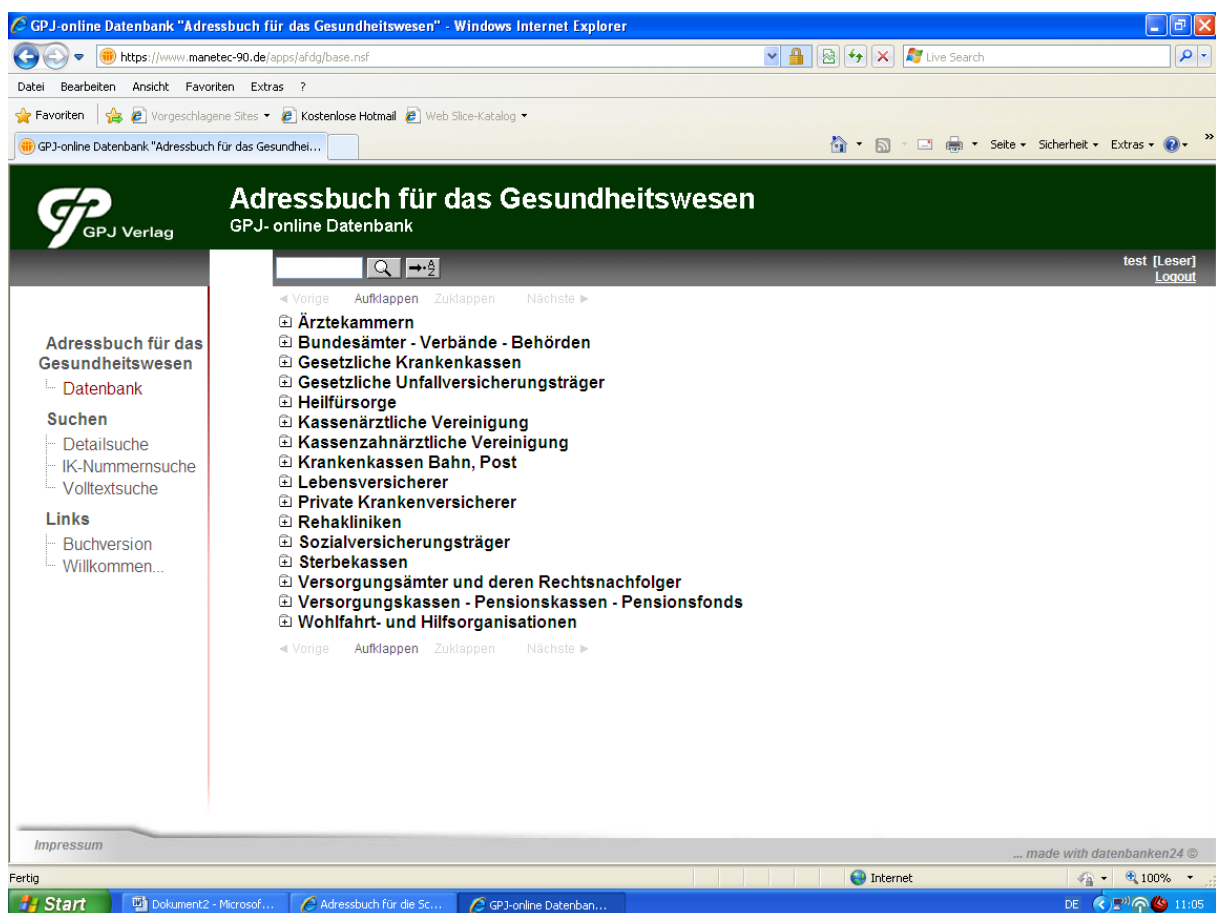 GPJ-online Datenbank "Adressbuch für das Gesundheitswesen" - Windows Internet Explorer
https://www.manetec-90.de/apps/afdg/base.nsf
Live Search
Datei Bearbeiten Ansicht Favoriten Extras ?
Favoriten Vorgeschlagene Sites Kostenlose Hotmail Web Slice-Katalog
GPJ-online Datenbank "Adressbuch für das Gesundhei... Seite Sicherheit Extras »
GPJ Verlag
Adressbuch für das Gesundheitswesen
GPJ- online Datenbank
test [Leser]
Logout
Vorige Aufklappen Zuklappen Nächste
Adressbuch für das
Gesundheitswesen
Datenbank
Suchen
Detailsuche
IK-Nummernsuche
Volltextsuche
Links
Buchversion
Willkommen...
Ärztekammern
Bundesämter - Verbände - Behörden
Gesetzliche Krankenkassen
Gesetzliche Unfallversicherungsträger
Heilfürsorge
Kassenärztliche Vereinigung
Kassenzahnärztliche Vereinigung
Krankenkassen Bahn, Post
Lebensversicherer
Private Krankenversicherer
Rehakliniken
Sozialversicherungsträger
Sterbekassen
Versorgungsämter und deren Rechtsnachfolger
Versorgungskassen - Pensionskassen - Pensionsfonds
Wohlfahrt- und Hilfsorganisationen
Vorige Aufklappen Zuklappen Nächste
Impressum
... made with datenbanken24 ©
Fertig Internet 100%
Start Dokument2 - Microsof... Adressbuch für die Sc... GPJ-online Datenban... DE 11:05